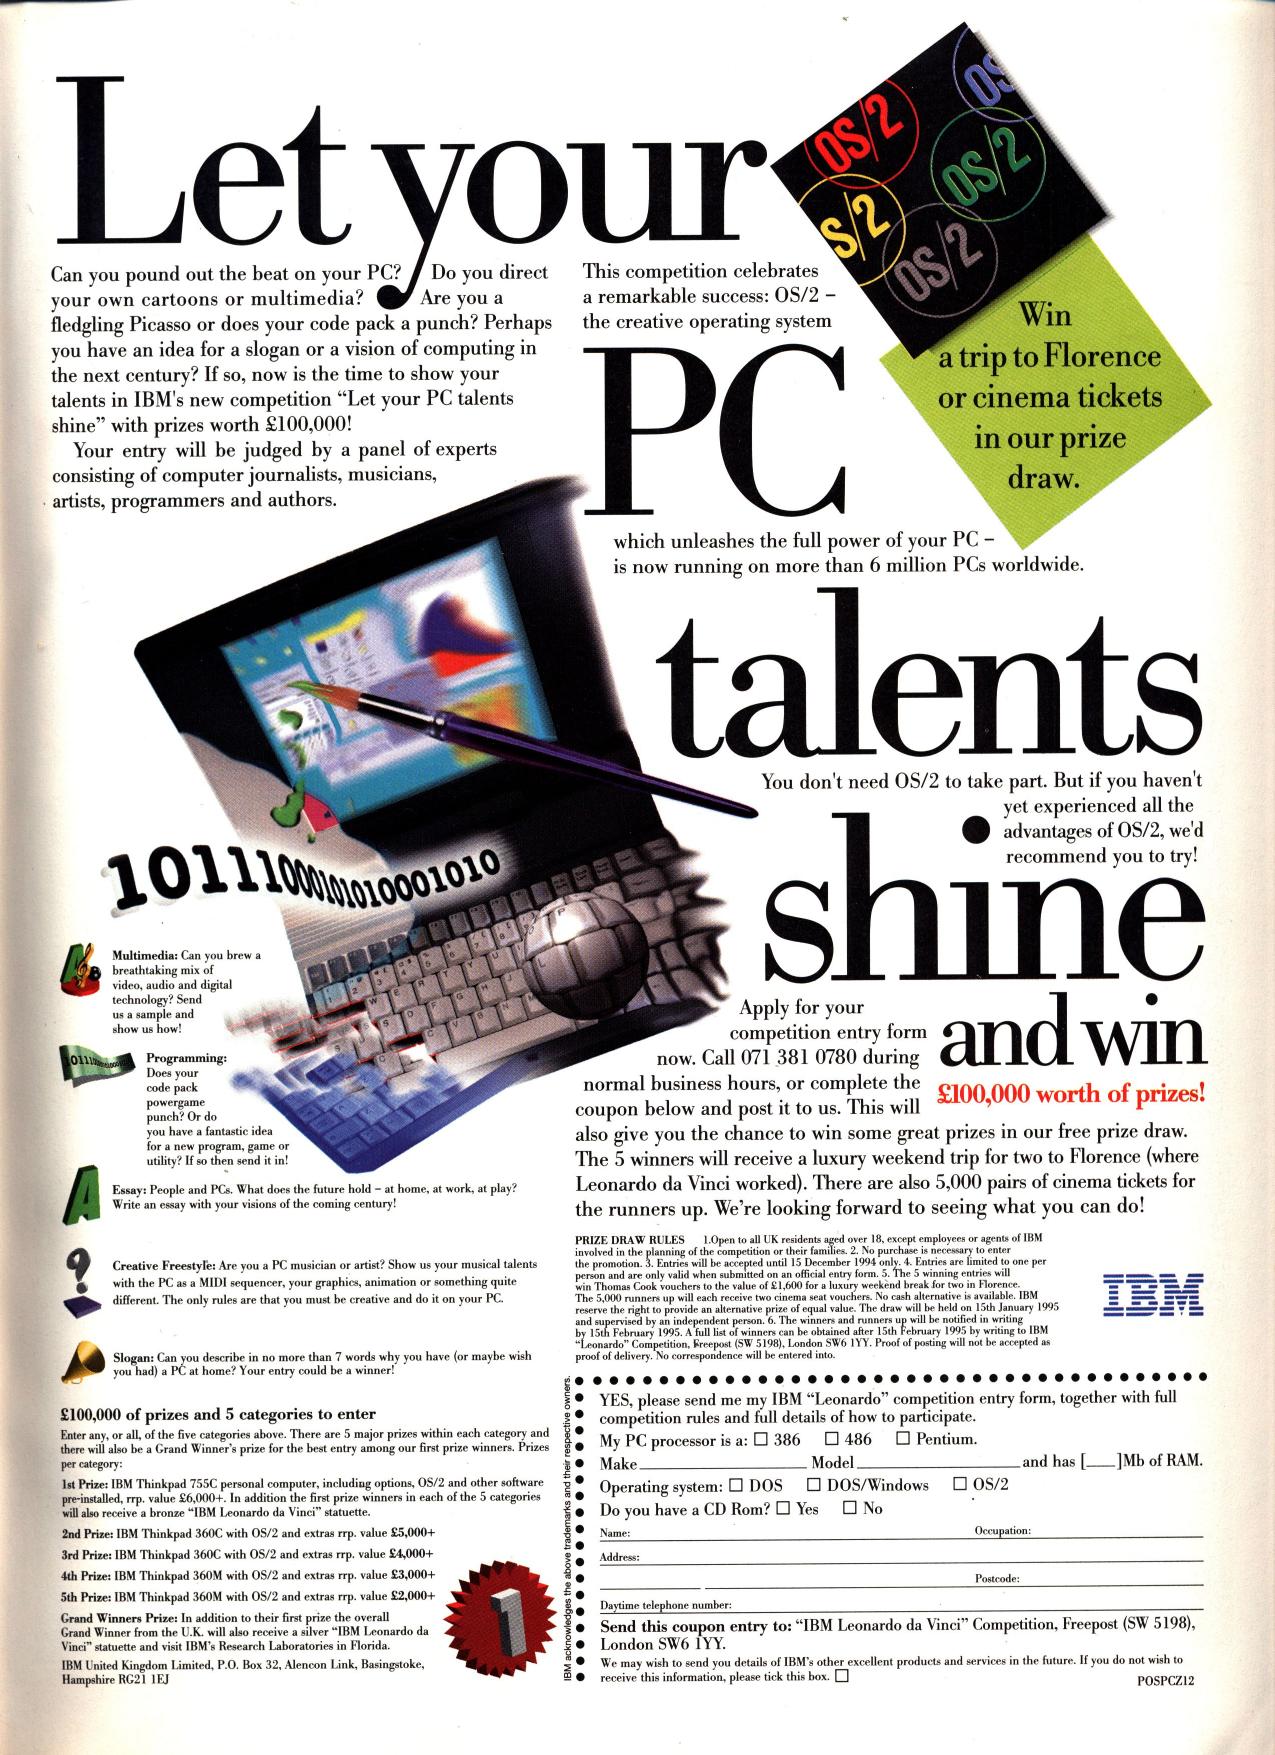 Let your
Can you pound out the beat on your PC? Do you direct
your own cartoons or multimedia? Are you a
fledgling Picasso or does your code pack a punch? Perhaps
you have an idea for a slogan or a vision of computing in
the next century? If so, now is the time to show your
talents in IBM's new competition “Let your PC talents
shine” with prizes worth £100,000!
Your entry will be judged by a panel of experts
consisting of computer journalists, musicians,
artists, programmers and authors.
This competition celebrates
a remarkable success: OS/2 –
the creative operating system
OS/2
OS
OS/2
S/2
OS/2
Win
a trip to Florence
or cinema tickets
in our prize
draw.
PC
which unleashes the full power of your PC –
is now running on more than 6 million PCs worldwide.
talents
You don't need OS/2 to take part. But if you haven't
yet experienced all the
advantages of OS/2, we'd
recommend you to try!
shine
and win
£100,000 worth of prizes!
Apply for your
competition entry form
now. Call 071 381 0780 during
normal business hours, or complete the
coupon below and post it to us. This will
also give you the chance to win some great prizes in our free prize draw.
The 5 winners will receive a luxury weekend trip for two to Florence (where
Leonardo da Vinci worked). There are also 5,000 pairs of cinema tickets for
the runners up. We're looking forward to seeing what you can do!
1011100010101000101​0
Multimedia: Can you brew a
breathtaking mix of
video, audio and digital
technology? Send
us a sample and
show us how!
Programming:
Does your
code pack
powergame
punch? Or do
you have a fantastic idea
for a new program, game or
utility? If so then send it in!
A
Essay: People and PCs. What does the future hold – at home, at work, at play?
Write an essay with your visions of the coming century!
?
Creative Freestyle: Are you a PC musician or artist? Show us your musical talents
with the PC as a MIDI sequencer, your graphics, animation or something quite
different. The only rules are that you must be creative and do it on your PC.
Slogan: Can you describe in no more than 7 words why you have (or maybe wish
you had) a PC at home? Your entry could be a winner!
£100,000 of prizes and 5 categories to enter
Enter any, or all, of the five categories above. There are 5 major prizes within each category and
there will also be a Grand Winner's prize for the best entry among our first prize winners. Prizes
per category:
1st Prize: IBM Thinkpad 755C personal computer, including options, OS/2 and other software
pre-installed, rrp. value £6,000+. In addition the first prize winners in each of the 5 categories
will also receive a bronze “IBM Leonardo da Vinci” statuette.
2nd Prize: IBM Thinkpad 360C with OS/2 and extras rrp. value £5,000+
3rd Prize: IBM Thinkpad 360C with OS/2 and extras rrp. value £4,000+
4th Prize: IBM Thinkpad 360M with OS/2 and extras rrp. value £3,000+
5th Prize: IBM Thinkpad 360M with OS/2 and extras rrp. value £2,000+
Grand Winners Prize: In addition to their first prize the overall
Grand Winner from the U.K. will also receive a silver “IBM Leonardo da
Vinci” statuette and visit IBM's Research Laboratories in Florida.
IBM United Kingdom Limited, P.O. Box 32, Alencon Link, Basingstoke,
Hampshire RG21 1EJ
1
PRIZE DRAW RULES 1.Open to all UK residents aged over 18, except employees or agents of IBM
involved in the planning of the competition or their families. 2. No purchase is necessary to enter
the promotion. 3. Entries will be accepted until 15 December 1994 only. 4. Entries are limited to one per
person and are only valid when submitted on an official entry form. 5. The 5 winning entries will
win Thomas Cook vouchers to the value of £1,600 for a luxury weekend break for two in Florence.
The 5,000 runners up will each receive two cinema seat vouchers. No cash alternative is available. IBM
reserve the right to provide an alternative prize of equal value. The draw will be held on 15th January 1995
and supervised by an independent person. 6. The winners and runners up will be notified in writing
by 15th February 1995. A full list of winners can be obtained after 15th February 1995 by writing to IBM
“Leonardo” Competition, Freepost (SW 5198), London SW6 1YY. Proof of posting will not be accepted as
proof of delivery. No correspondence will be entered into.
IBM
IBM acknowledges the above trademarks and their respective owners.
YES, please send me my IBM “Leonardo” competition entry form, together with full
competition rules and full details of how to participate.
My PC processor is a: ☐ 386 ☐ 486 ☐ Pentium.
Make Model and has [ ]Mb of RAM.
Operating system: ☐ DOS ☐ DOS/Windows ☐ OS/2
Do you have a CD Rom? ☐ Yes ☐ No
Name: Occupation:
Address:
Postcode:
Daytime telephone number:
Send this coupon entry to: “IBM Leonardo da Vinci” Competition, Freepost (SW 5198),
London SW6 1YY.
We may wish to send you details of IBM's other excellent products and services in the future. If you do not wish to
receive this information, please tick this box. ☐
POSPCZ12